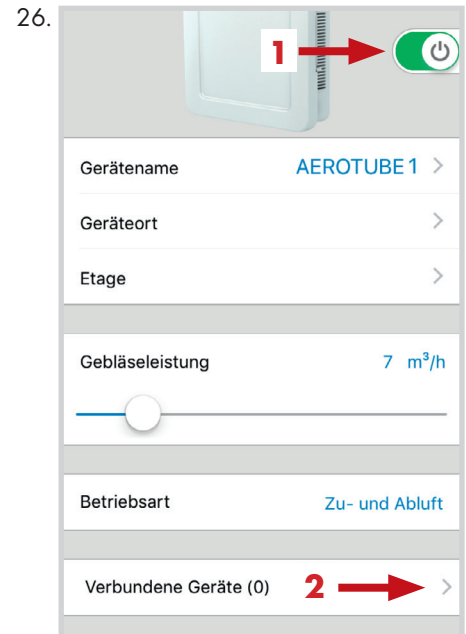 26.
1
Gerätename AEROTUBE 1 >
Geräteort >
Etage >
Gebläseleistung 7 m³/h
Betriebsart Zu- und Abluft
Verbundene Geräte (0) 2 >